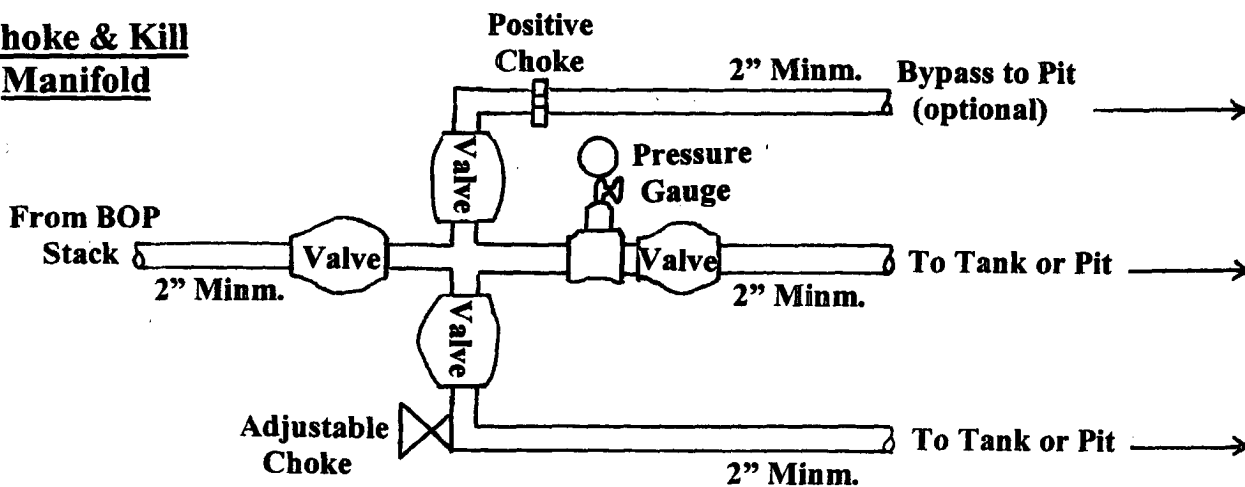 hoke & Kill
Manifold
Positive
Choke
2” Minm.
Bypass to Pit
(optional)
Valve
Pressure
Gauge
From BOP
Stack
2” Minm.
Valve
Valve
2” Minm.
To Tank or Pit
Valve
Adjustable
Choke
2” Minm.
To Tank or Pit